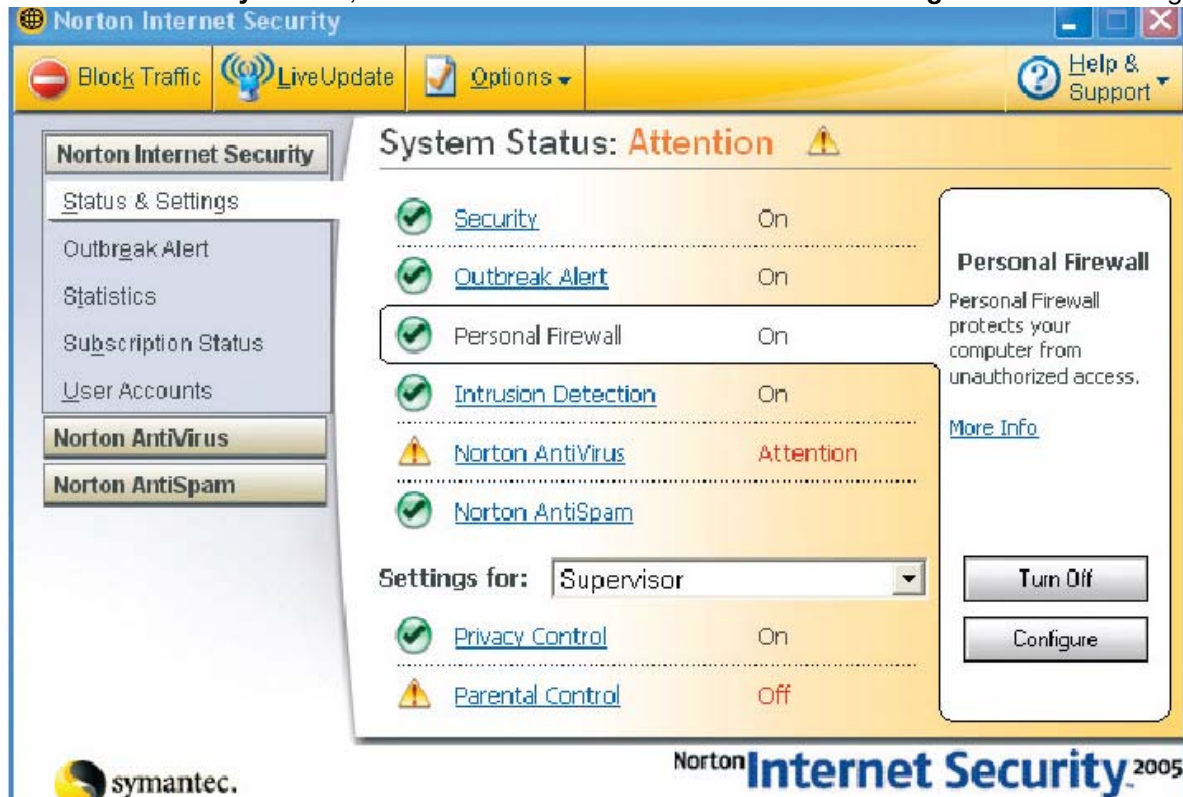 Norton Internet Security
Block Traffic
LiveUpdate
Options
Help & Support
Norton Internet Security
Status & Settings
Outbreak Alert
Statistics
Subscription Status
User Accounts
Norton AntiVirus
Norton AntiSpam
System Status: Attention
Security On
Outbreak Alert On
Personal Firewall On
Intrusion Detection On
Norton AntiVirus Attention
Norton AntiSpam
Settings for: Supervisor
Privacy Control On
Parental Control Off
Personal Firewall
Personal Firewall
protects your
computer from
unauthorized access.
More Info
Turn Off
Configure
symantec.
Norton Internet Security 2005